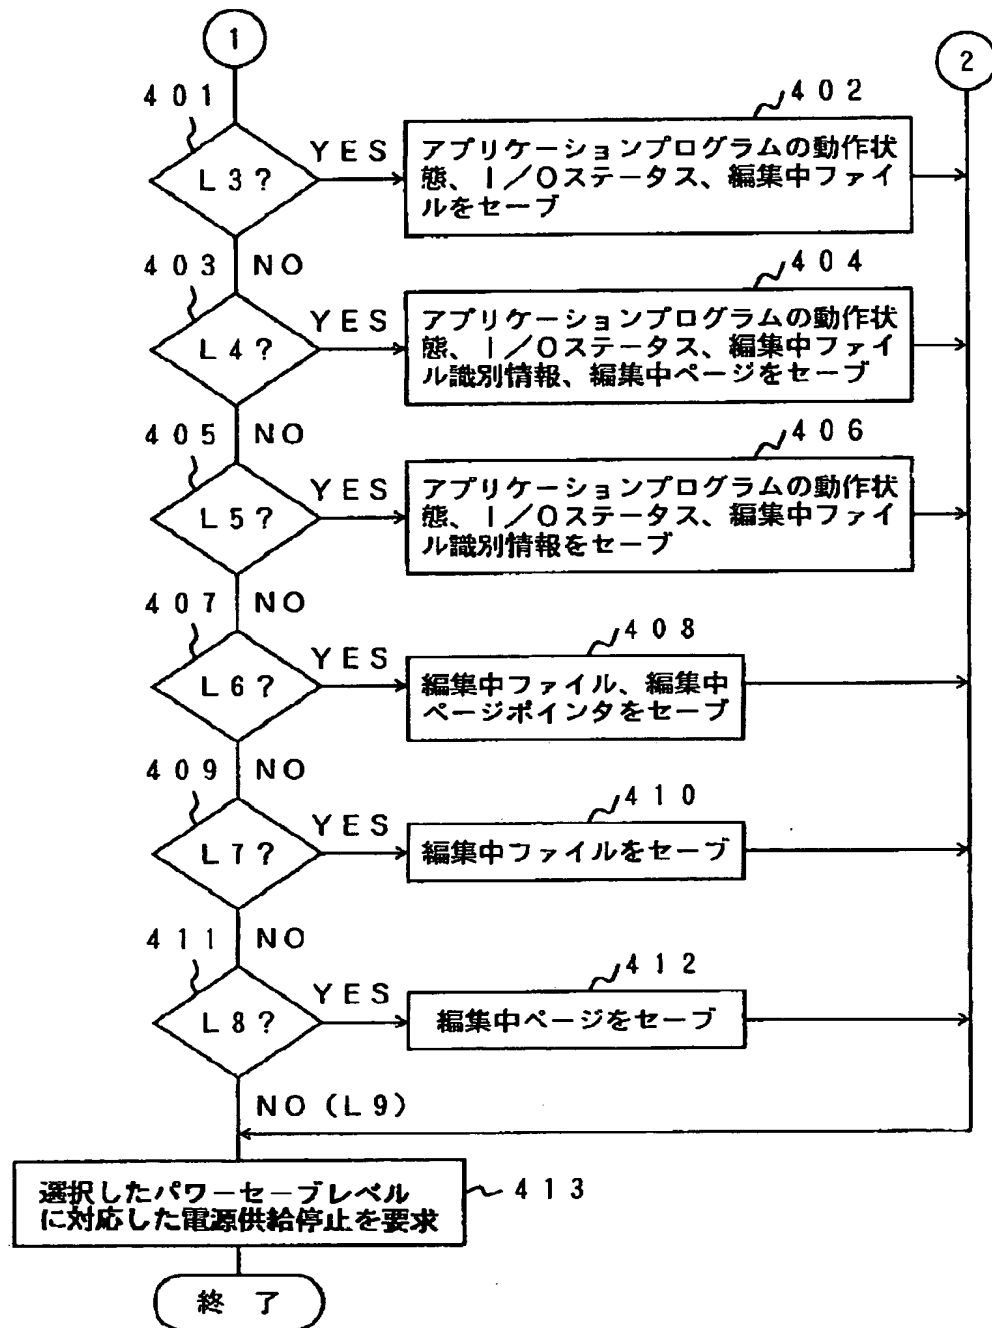 1
2
401
402
L3?
YES
アプリケーションプログラムの動作状
態、I/Oステータス、編集中ファイ
ルをセーブ
403
NO
404
L4?
YES
アプリケーションプログラムの動作状
態、I/Oステータス、編集中ファイ
ル識別情報、編集中ページをセーブ
405
NO
406
L5?
YES
アプリケーションプログラムの動作状
態、I/Oステータス、編集中ファイ
ル識別情報をセーブ
407
NO
408
L6?
YES
編集中ファイル、編集中
ページポインタをセーブ
409
NO
410
L7?
YES
編集中ファイルをセーブ
411
NO
412
L8?
YES
編集中ページをセーブ
NO(L9)
選択したパワーセーブレベル
に対応した電源供給停止を要求
413
終了